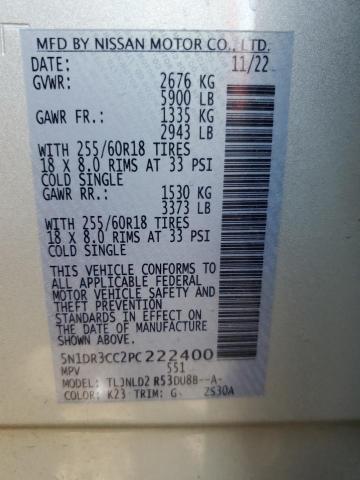 MFD BY NISSAN MOTOR CO., LTD.
DATE: 11/22
GVWR: 2676 KG
5900 LB
GAWR FR.: 1335 KG
2943 LB
WITH 255/60R18 TIRES
18 X 8.0 RIMS AT 33 PSI
COLD SINGLE
GAWR RR.: 1530 KG
3373 LB
WITH 255/60R18 TIRES
18 X 8.0 RIMS AT 33 PSI
COLD SINGLE
THIS VEHICLE CONFORMS TO
ALL APPLICABLE FEDERAL
MOTOR VEHICLE SAFETY AND
THEFT PREVENTION
STANDARDS IN EFFECT ON
THE DATE OF MANUFACTURE
SHOWN ABOVE.
5N1DR3CC2PC222400
MPV 551
MODEL: TLJNLD2 R53DU8B--A-
COLOR: K23 TRIM: G 2S30A